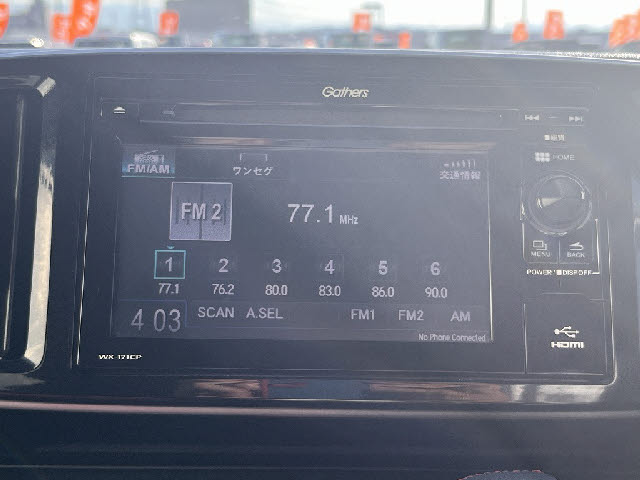 Gathers
FM/AM
ワンセグ
交通情報
HOME
FM 2
77.1 MHz
MENU
BACK
1 2 3 4 5 6
77.1 76.2 80.0 83.0 86.0 90.0
POWER DISP OFF
4 03 SCAN A.SEL FM1 FM2 AM
No Phone Connected
HDMI
WX-171CP